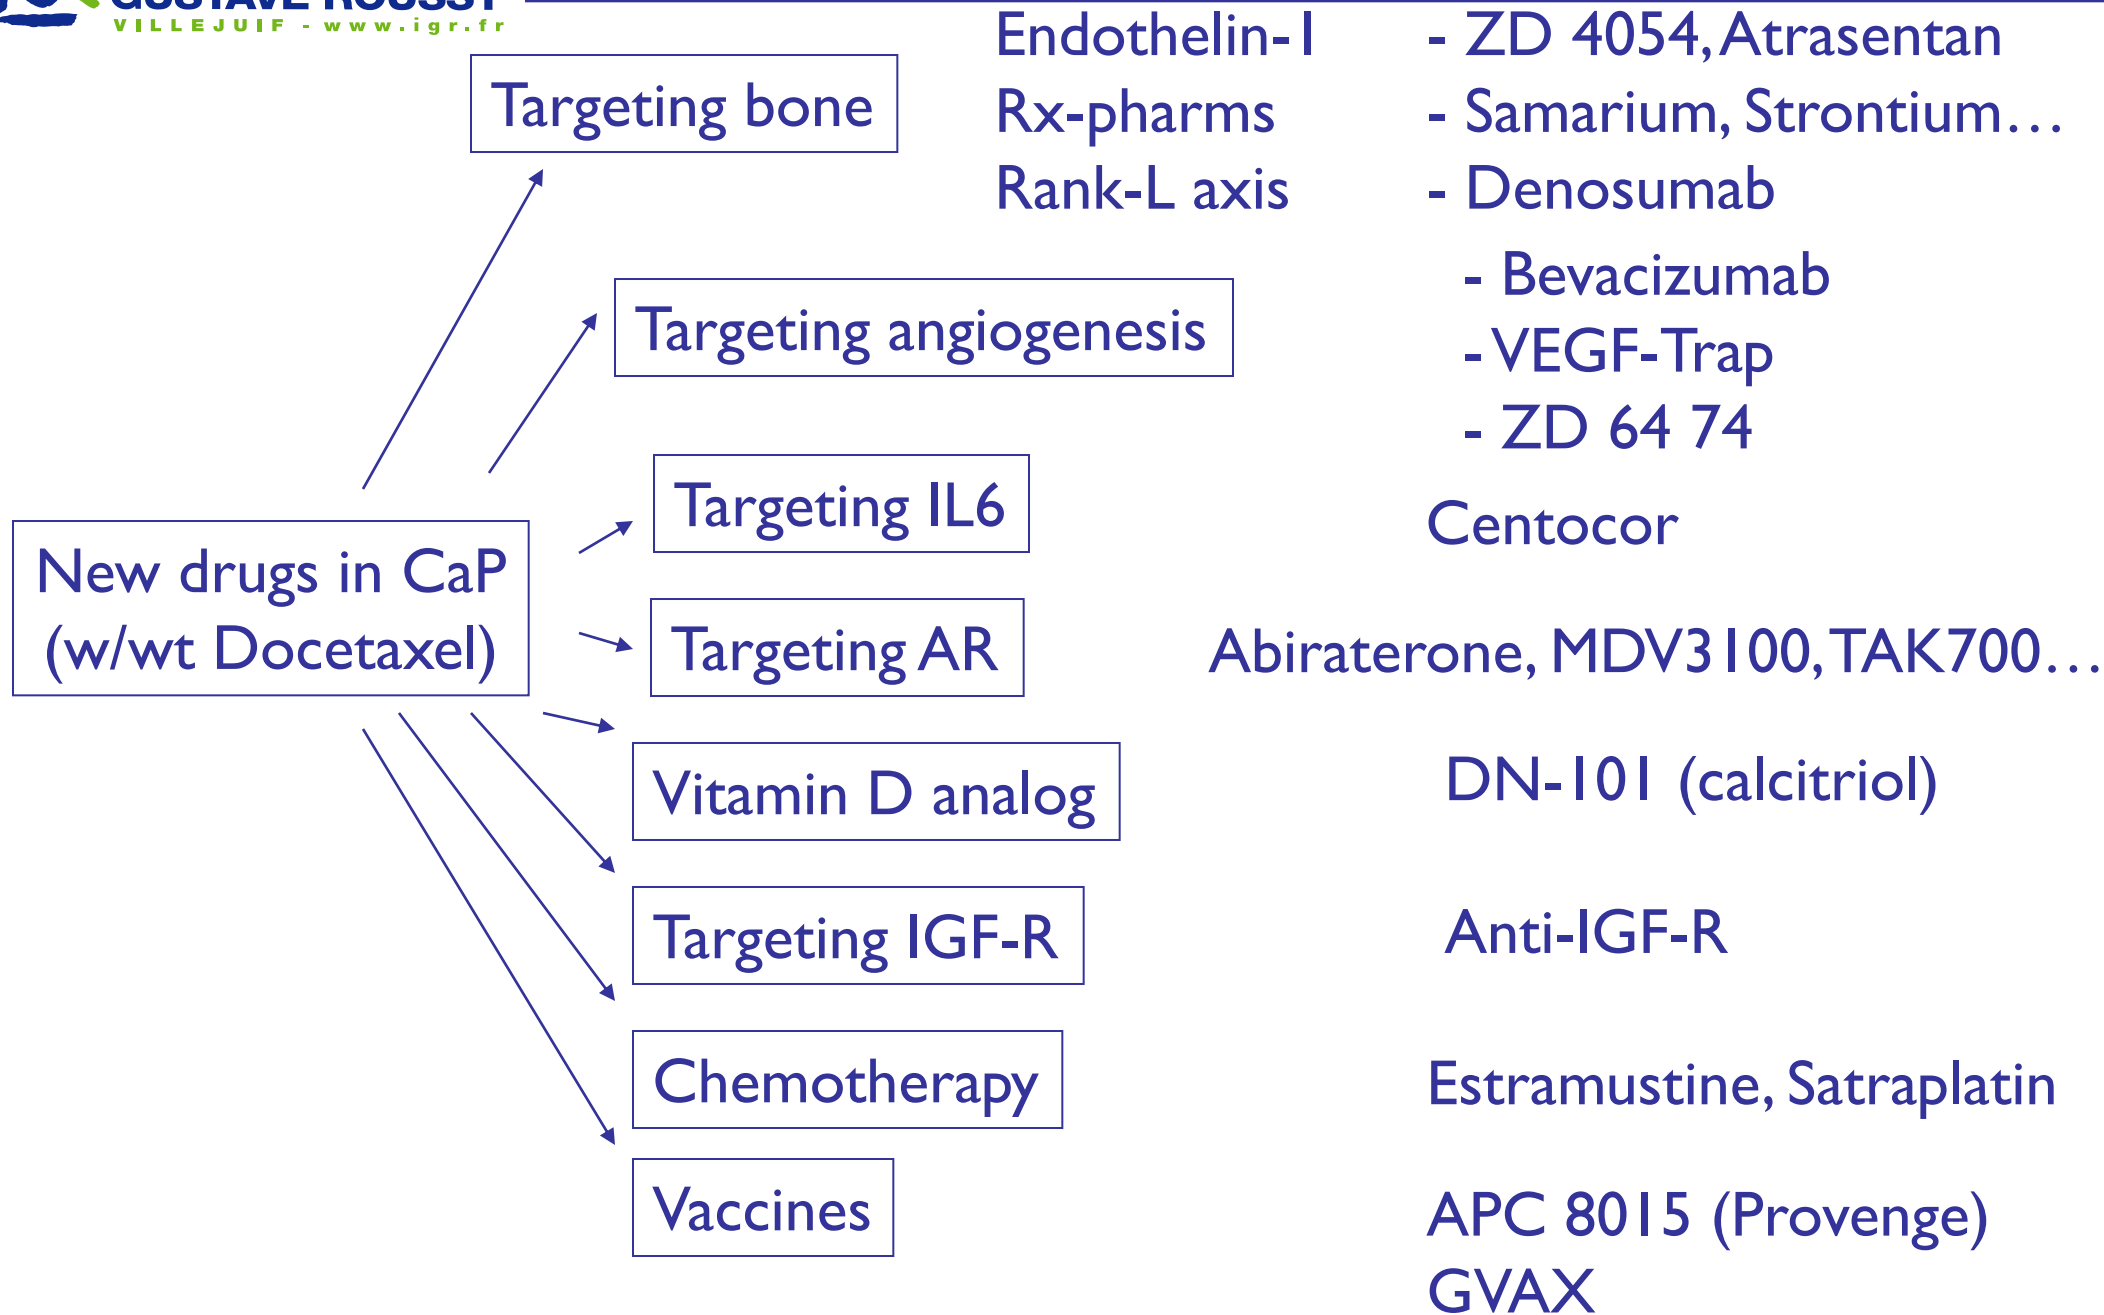 GUSTAVE ROUSSY
VILLEJUIF - www.igr.fr
Endothelin-1 - ZD 4054, Atrasentan
Targeting bone
Rx-pharms - Samarium, Strontium…
Rank-L axis - Denosumab
- Bevacizumab
Targeting angiogenesis
- VEGF-Trap
- ZD 64 74
Targeting IL6
Centocor
New drugs in CaP
(w/wt Docetaxel)
Targeting AR
Abiraterone, MDV3100, TAK700…
Vitamin D analog
DN-101 (calcitriol)
Targeting IGF-R
Anti-IGF-R
Chemotherapy
Estramustine, Satraplatin
Vaccines
APC 8015 (Provenge)
GVAX